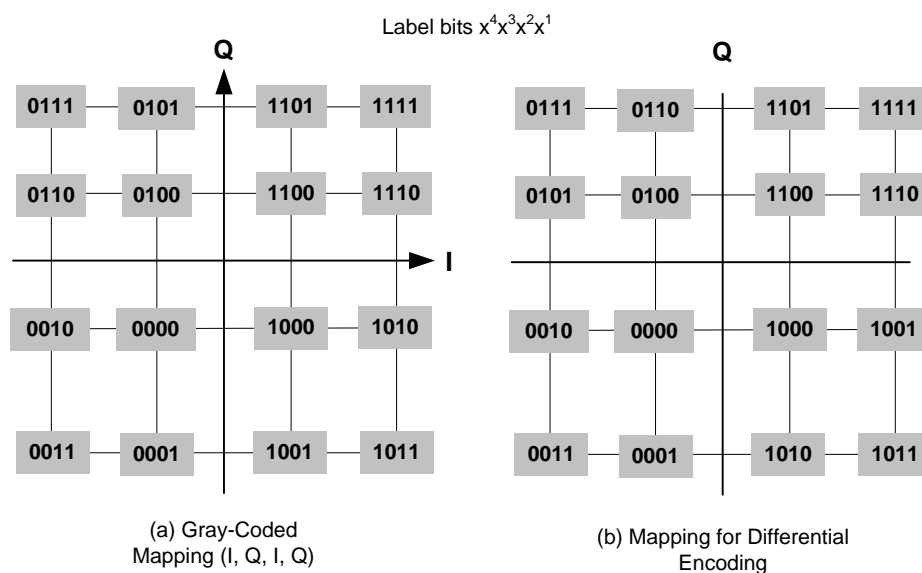 Label bits x⁴x³x²x¹
Q Q
0111 0101 1101 1111 0111 0110 1101 1111
0110 0100 1100 1110 0101 0100 1100 1110
I
0010 0000 1000 1010 0010 0000 1000 1001
0011 0001 1001 1011 0011 0001 1010 1011
(a) Gray-Coded
Mapping (I, Q, I, Q)
(b) Mapping for Differential
Encoding